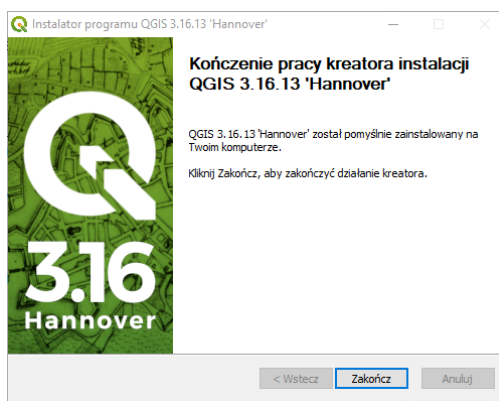 Instalator programu QGIS 3.16.13 'Hannover'
Kończenie pracy kreatora instalacji
QGIS 3.16.13 'Hannover'
QGIS 3.16.13 'Hannover' został pomyślnie zainstalowany na
Twoim komputerze.
Kliknij Zakończ, aby zakończyć działanie kreatora.
3.16
Hannover
< Wstecz
Zakończ
Anuluj